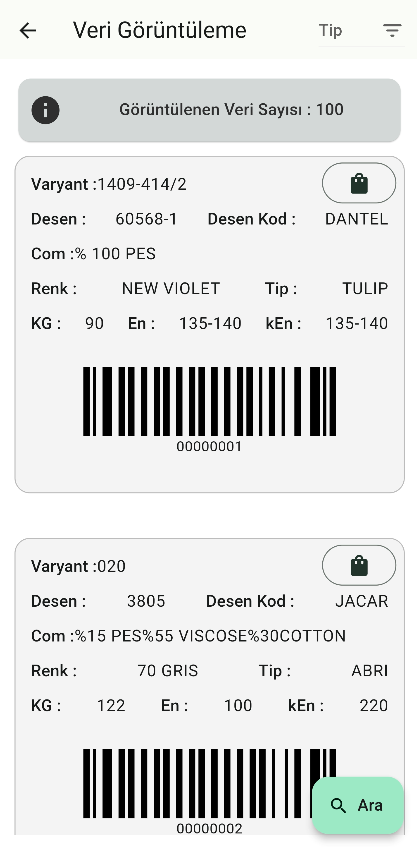 Veri Görüntüleme Tip
Görüntülenen Veri Sayısı : 100
Varyant :1409-414/2
Desen : 60568-1 Desen Kod : DANTEL
Com :% 100 PES
Renk : NEW VIOLET Tip : TULIP
KG : 90 En : 135-140 kEn : 135-140
00000001
Varyant :020
Desen : 3805 Desen Kod : JACAR
Com :%15 PES%55 VISCOSE%30COTTON
Renk : 70 GRIS Tip : ABRI
KG : 122 En : 100 kEn : 220
00000002
Ara